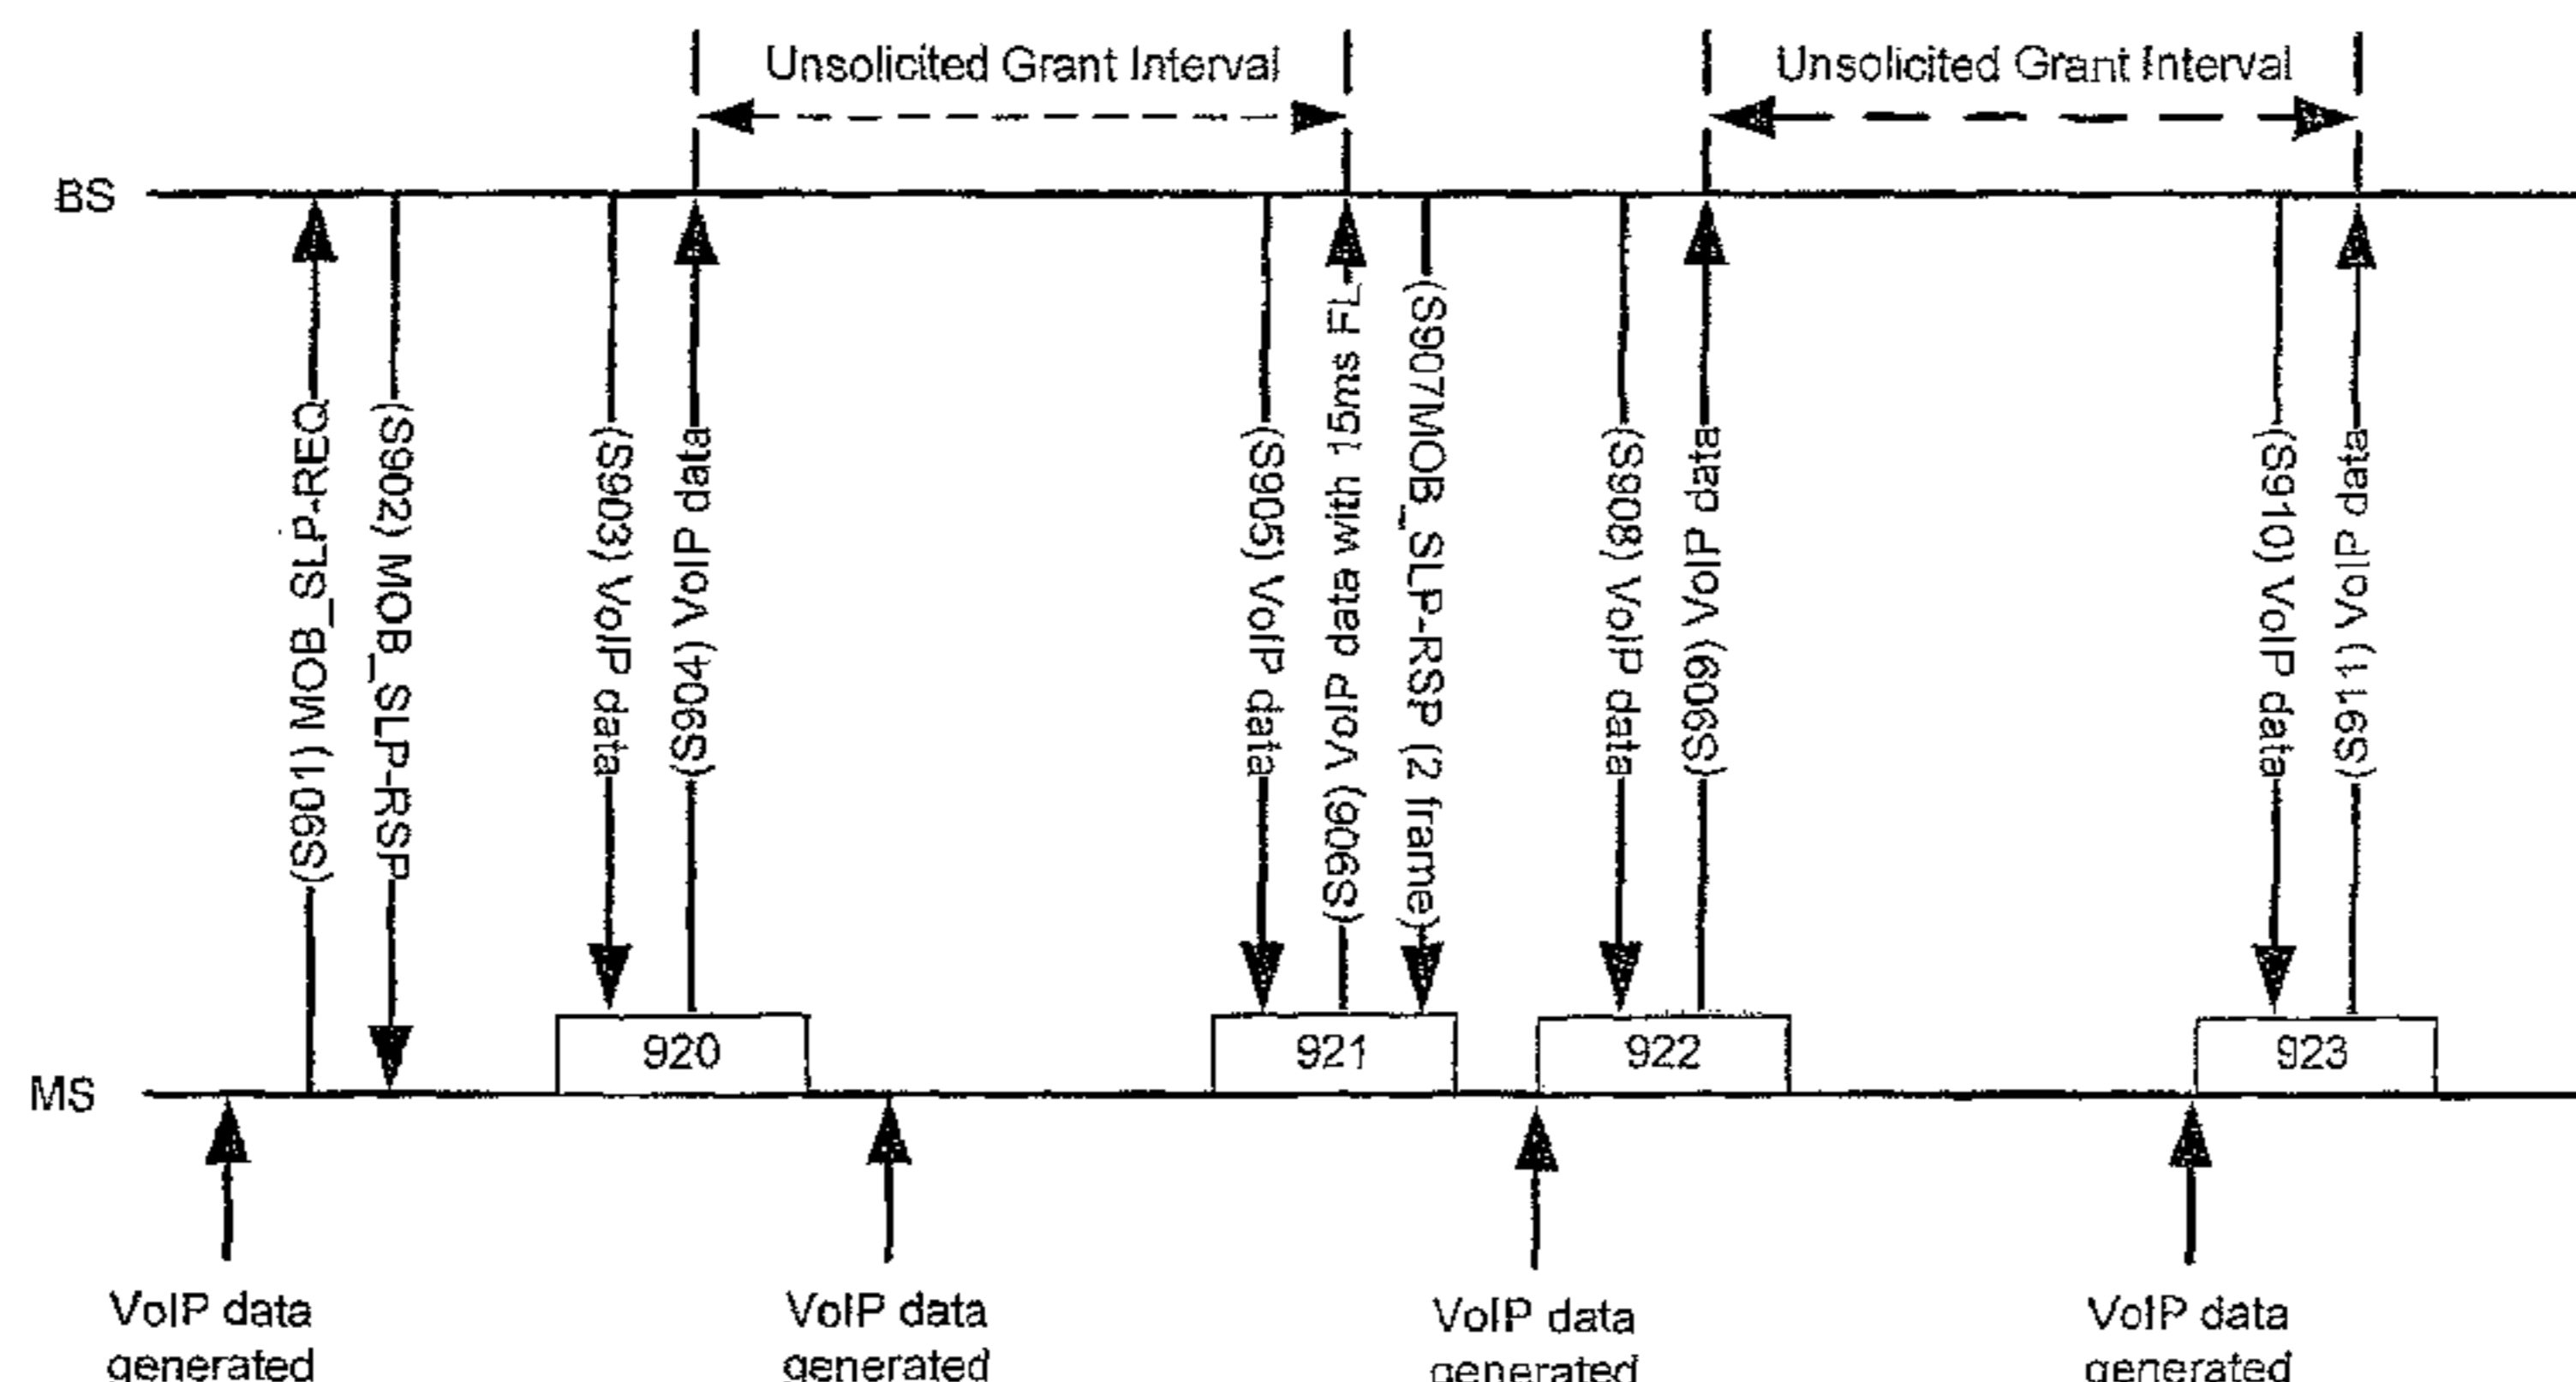 Unsolicited Grant Interval
Unsolicited Grant Interval
BS
(S901) MOB_SLP-REQ
(S902) MOB_SLP-RSP
(S903) VoIP data
(S904) VoIP data
(S905) VoIP data
(S906) VoIP data with 15ms FL
(S907MOB_SLP-RSP (2 frame)
(S908) VoIP data
(S909) VoIP data
(S910) VoIP data
(S911) VoIP data
920
921
922
923
MS
VoIP data
generated
VoIP data
generated
VoIP data
generated
VoIP data
generated